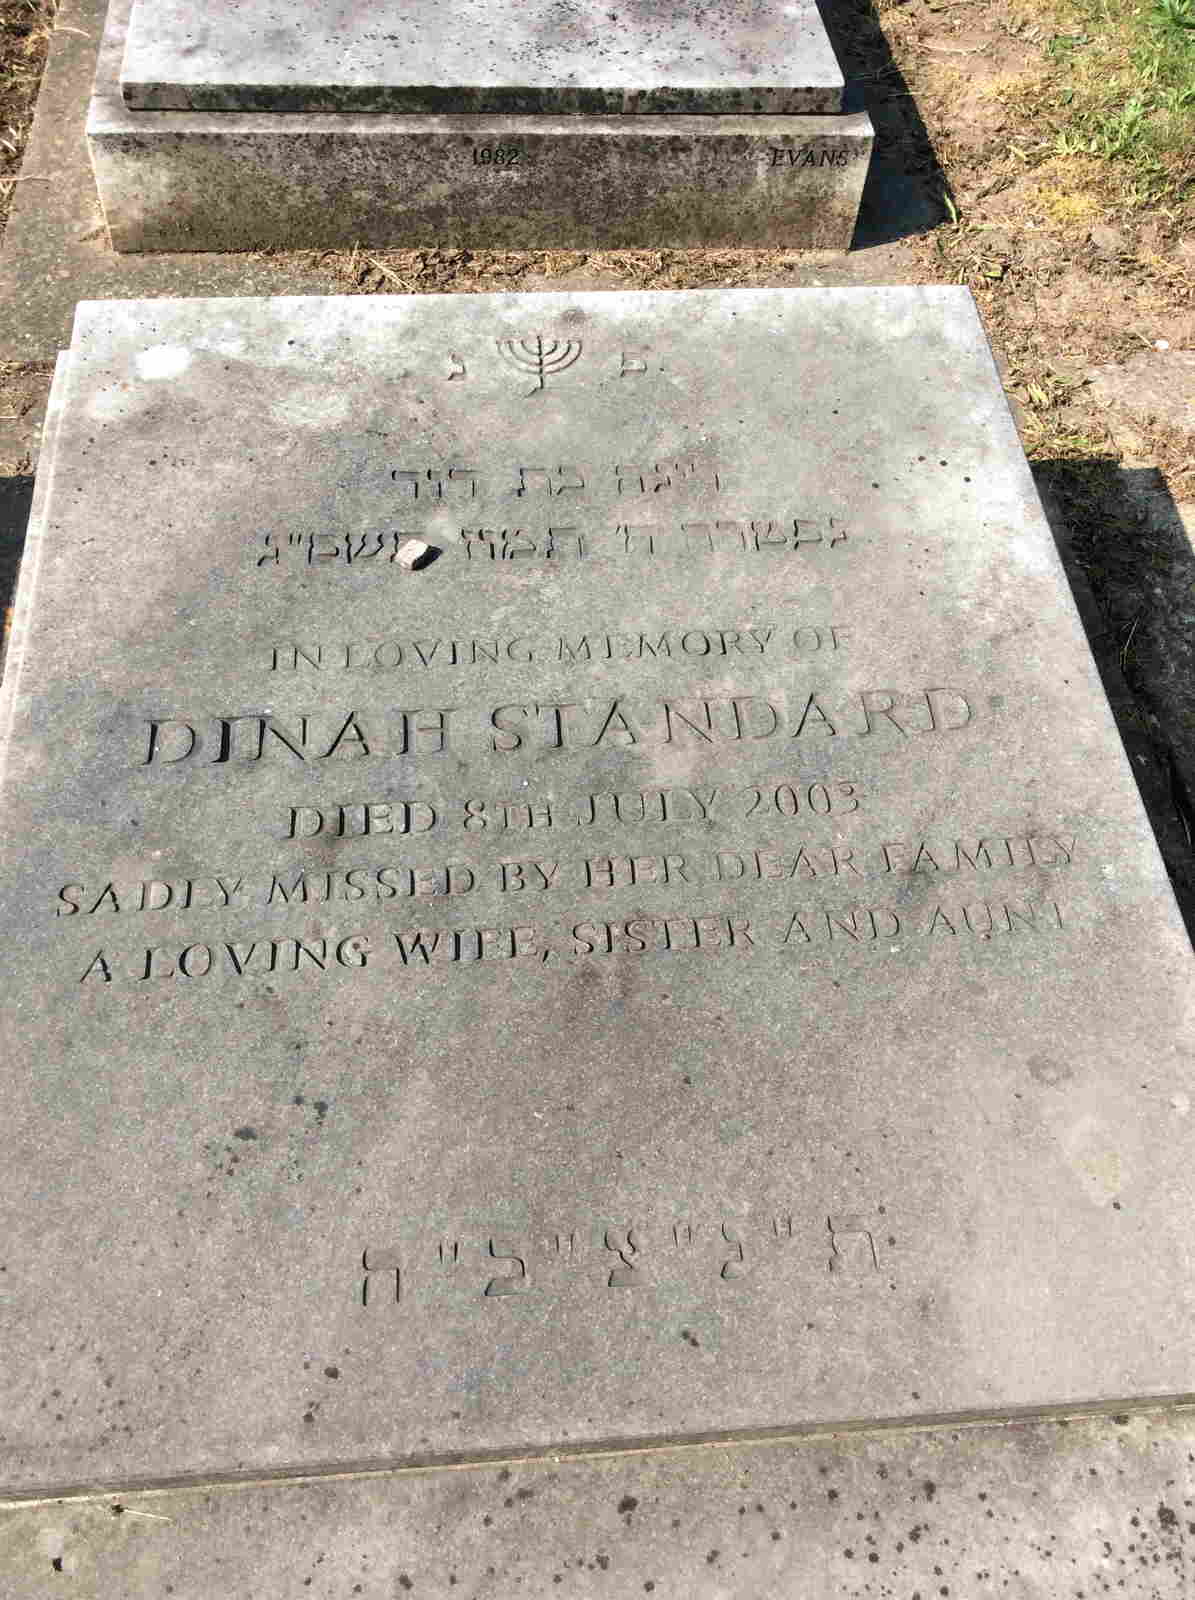 1982 EVANS
פ נ
דינה בת דוד
נפטרה ח' תמוז תשס"ג
IN LOVING MEMORY OF
DINAH STANDARD
DIED 8TH JULY 2003
SADLY MISSED BY HER DEAR FAMILY
A LOVING WIFE, SISTER AND AUNT
ת"נ"צ"ב"ה